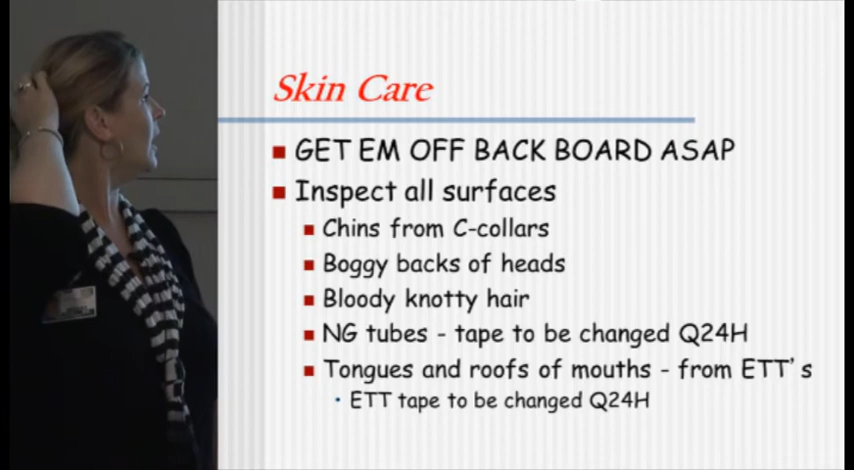 Skin Care
GET EM OFF BACK BOARD ASAP
Inspect all surfaces
Chins from C-collars
Boggy backs of heads
Bloody knotty hair
NG tubes - tape to be changed Q24H
Tongues and roofs of mouths - from ETT's
ETT tape to be changed Q24H